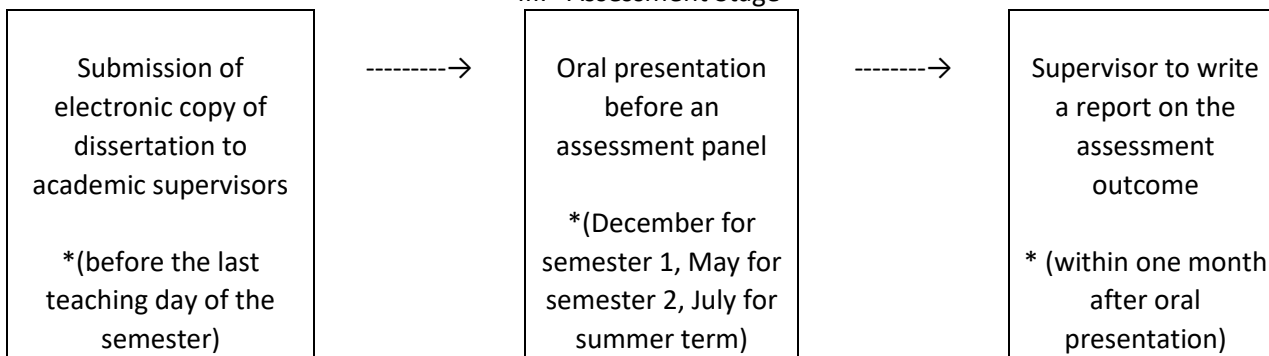 Assessment Stage
Submission of
electronic copy of
dissertation to
academic supervisors
*(before the last
teaching day of the
semester)
---------→
Oral presentation
before an
assessment panel
*(December for
semester 1, May for
semester 2, July for
summer term)
--------→
Supervisor to write
a report on the
assessment
outcome
* (within one month
after oral
presentation)